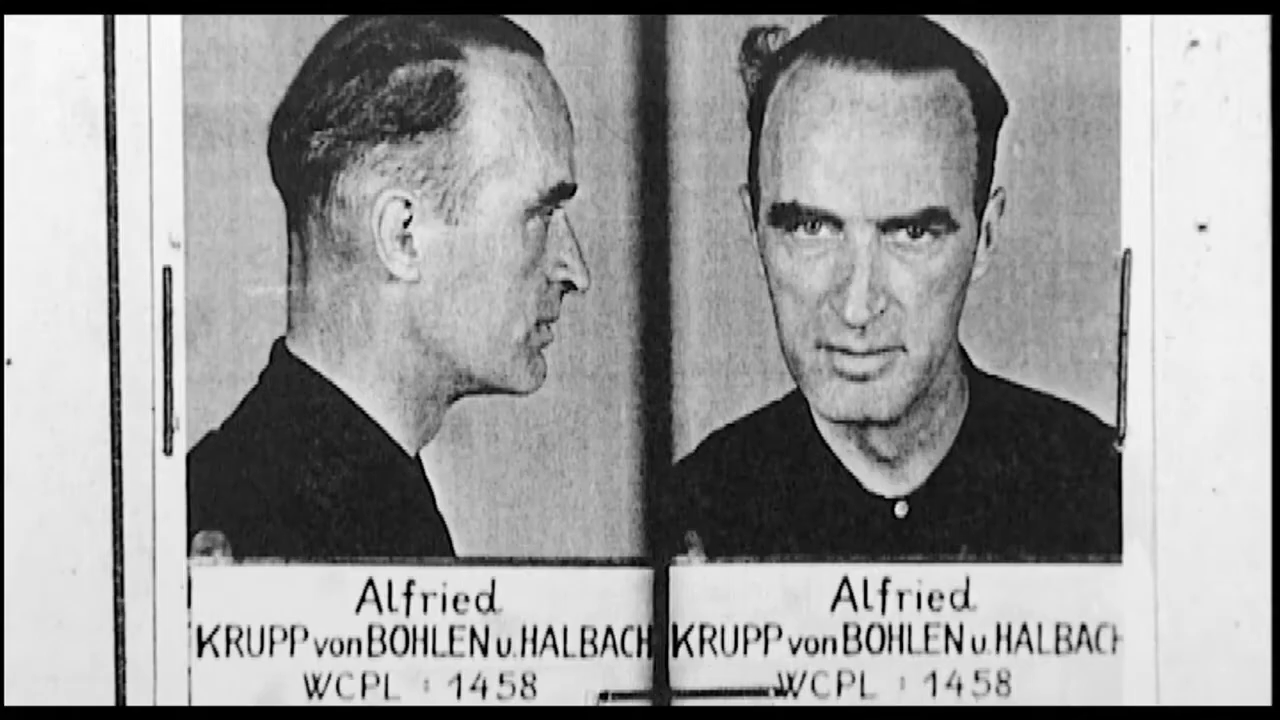 Alfried
KRUPP von BOHLEN u. HALBACH
WCPL : 1458
Alfried
KRUPP von BOHLEN u. HALBACH
WCPL : 1458